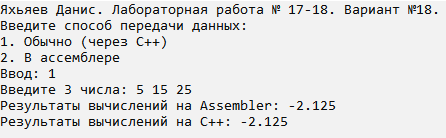 Яхьяев Данис. Лабораторная работа № 17-18. Вариант №18.
Введите способ передачи данных:
1. Обычно (через C++)
2. В ассемблере
Ввод: 1
Введите 3 числа: 5 15 25
Результаты вычислений на Assembler: -2.125
Результаты вычислений на C++: -2.125